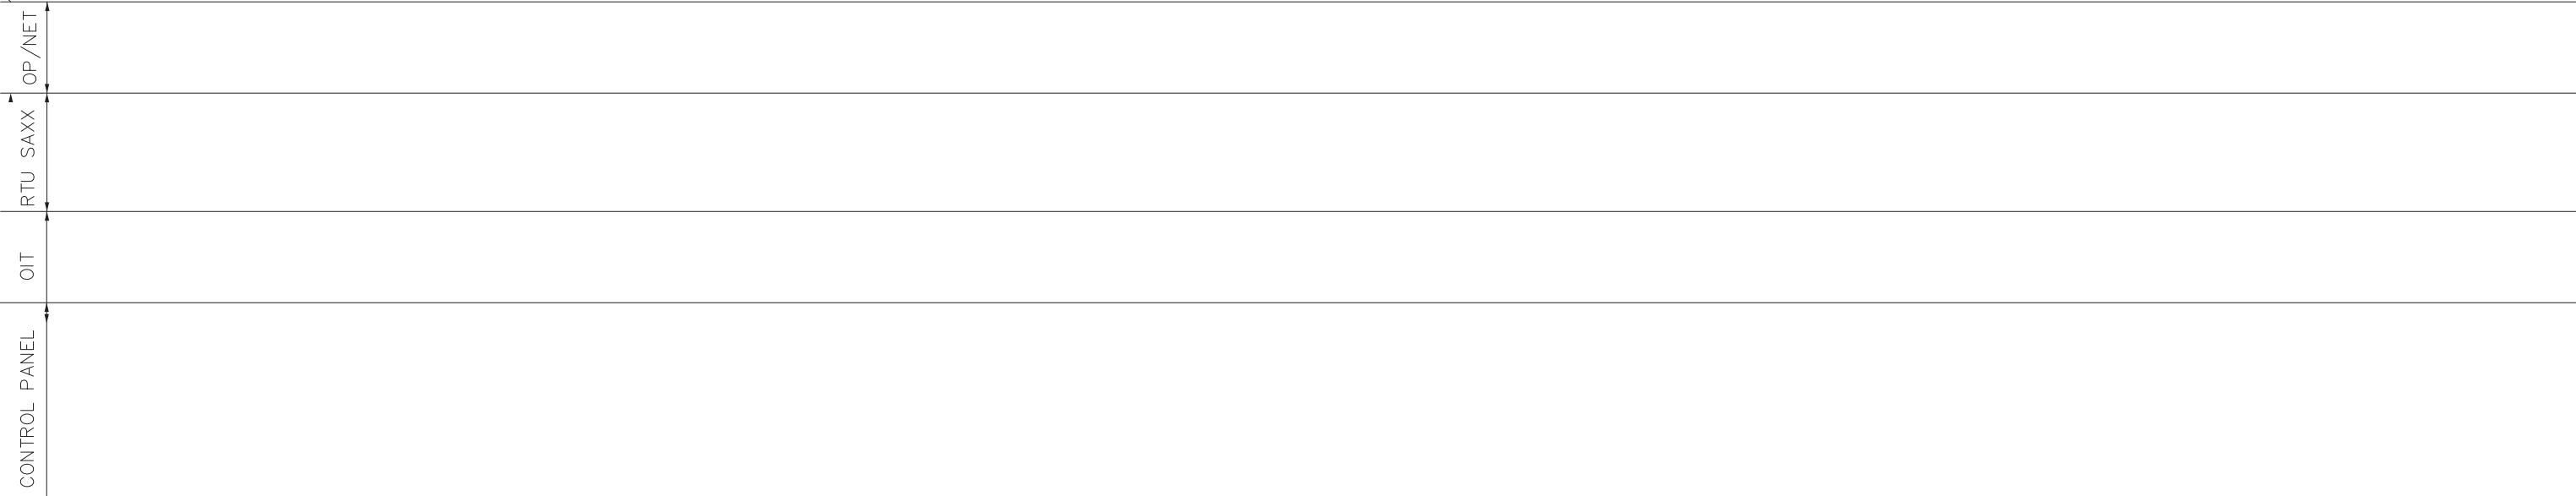 OP/NET
RTU SAXX
OIT
CONTROL PANEL